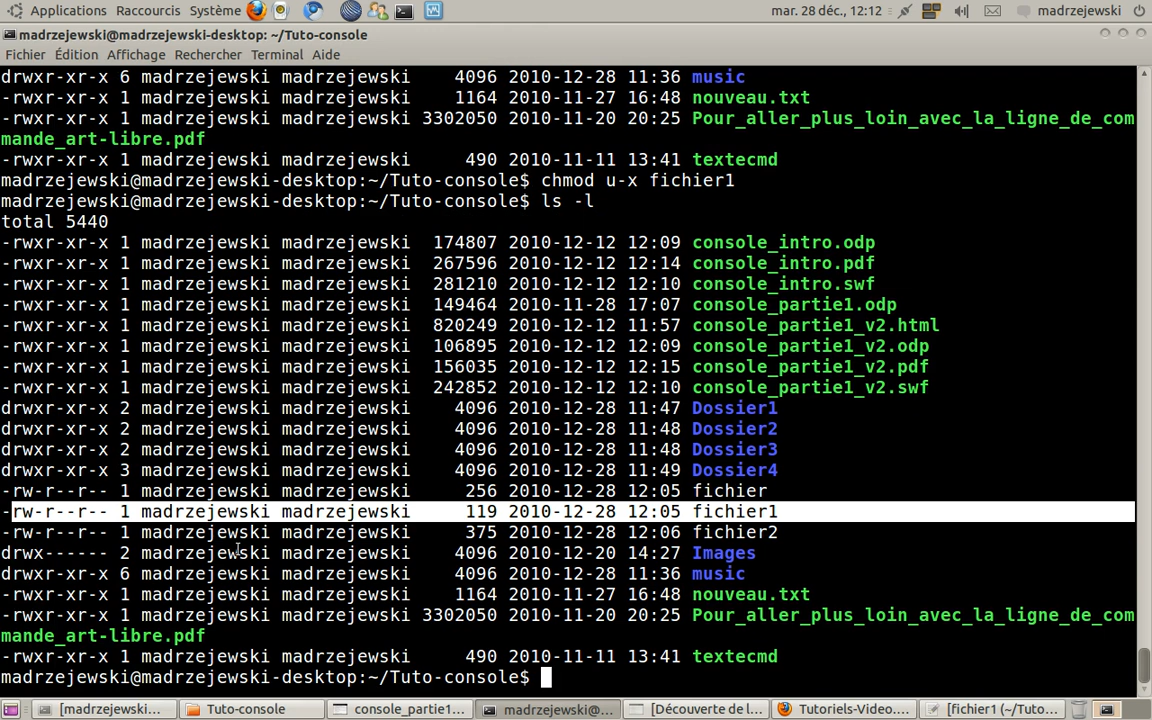 Applications Raccourcis Système mar. 28 déc., 12:12 madrzejewski
madrzejewski@madrzejewski-desktop: ~/Tuto-console
Fichier Édition Affichage Rechercher Terminal Aide
drwxr-xr-x 6 madrzejewski madrzejewski 4096 2010-12-28 11:36 music
-rwxr-xr-x 1 madrzejewski madrzejewski 1164 2010-11-27 16:48 nouveau.txt
-rwxr-xr-x 1 madrzejewski madrzejewski 3302050 2010-11-20 20:25 Pour_aller_plus_loin_avec_la_ligne_de_com
mande_art-libre.pdf
-rwxr-xr-x 1 madrzejewski madrzejewski 490 2010-11-11 13:41 textecmd
madrzejewski@madrzejewski-desktop:~/Tuto-console$ chmod u-x fichier1
madrzejewski@madrzejewski-desktop:~/Tuto-console$ ls -l
total 5440
-rwxr-xr-x 1 madrzejewski madrzejewski 174807 2010-12-12 12:09 console_intro.odp
-rwxr-xr-x 1 madrzejewski madrzejewski 267596 2010-12-12 12:14 console_intro.pdf
-rwxr-xr-x 1 madrzejewski madrzejewski 281210 2010-12-12 12:10 console_intro.swf
-rwxr-xr-x 1 madrzejewski madrzejewski 149464 2010-11-28 17:07 console_partie1.odp
-rwxr-xr-x 1 madrzejewski madrzejewski 820249 2010-12-12 11:57 console_partie1_v2.html
-rwxr-xr-x 1 madrzejewski madrzejewski 106895 2010-12-12 12:09 console_partie1_v2.odp
-rwxr-xr-x 1 madrzejewski madrzejewski 156035 2010-12-12 12:15 console_partie1_v2.pdf
-rwxr-xr-x 1 madrzejewski madrzejewski 242852 2010-12-12 12:10 console_partie1_v2.swf
drwxr-xr-x 2 madrzejewski madrzejewski 4096 2010-12-28 11:47 Dossier1
drwxr-xr-x 2 madrzejewski madrzejewski 4096 2010-12-28 11:48 Dossier2
drwxr-xr-x 2 madrzejewski madrzejewski 4096 2010-12-28 11:48 Dossier3
drwxr-xr-x 3 madrzejewski madrzejewski 4096 2010-12-28 11:49 Dossier4
-rw-r--r-- 1 madrzejewski madrzejewski 256 2010-12-28 12:05 fichier
-rw-r--r-- 1 madrzejewski madrzejewski 119 2010-12-28 12:05 fichier1
-rw-r--r-- 1 madrzejewski madrzejewski 375 2010-12-28 12:06 fichier2
drwx------ 2 madrzejewski madrzejewski 4096 2010-12-20 14:27 Images
drwxr-xr-x 6 madrzejewski madrzejewski 4096 2010-12-28 11:36 music
-rwxr-xr-x 1 madrzejewski madrzejewski 1164 2010-11-27 16:48 nouveau.txt
-rwxr-xr-x 1 madrzejewski madrzejewski 3302050 2010-11-20 20:25 Pour_aller_plus_loin_avec_la_ligne_de_com
mande_art-libre.pdf
-rwxr-xr-x 1 madrzejewski madrzejewski 490 2010-11-11 13:41 textecmd
madrzejewski@madrzejewski-desktop:~/Tuto-console$
[madrzejewski... Tuto-console console_partie1... madrzejewski@... [Découverte de l... Tutoriels-Video.... [fichier1 (~/Tuto...